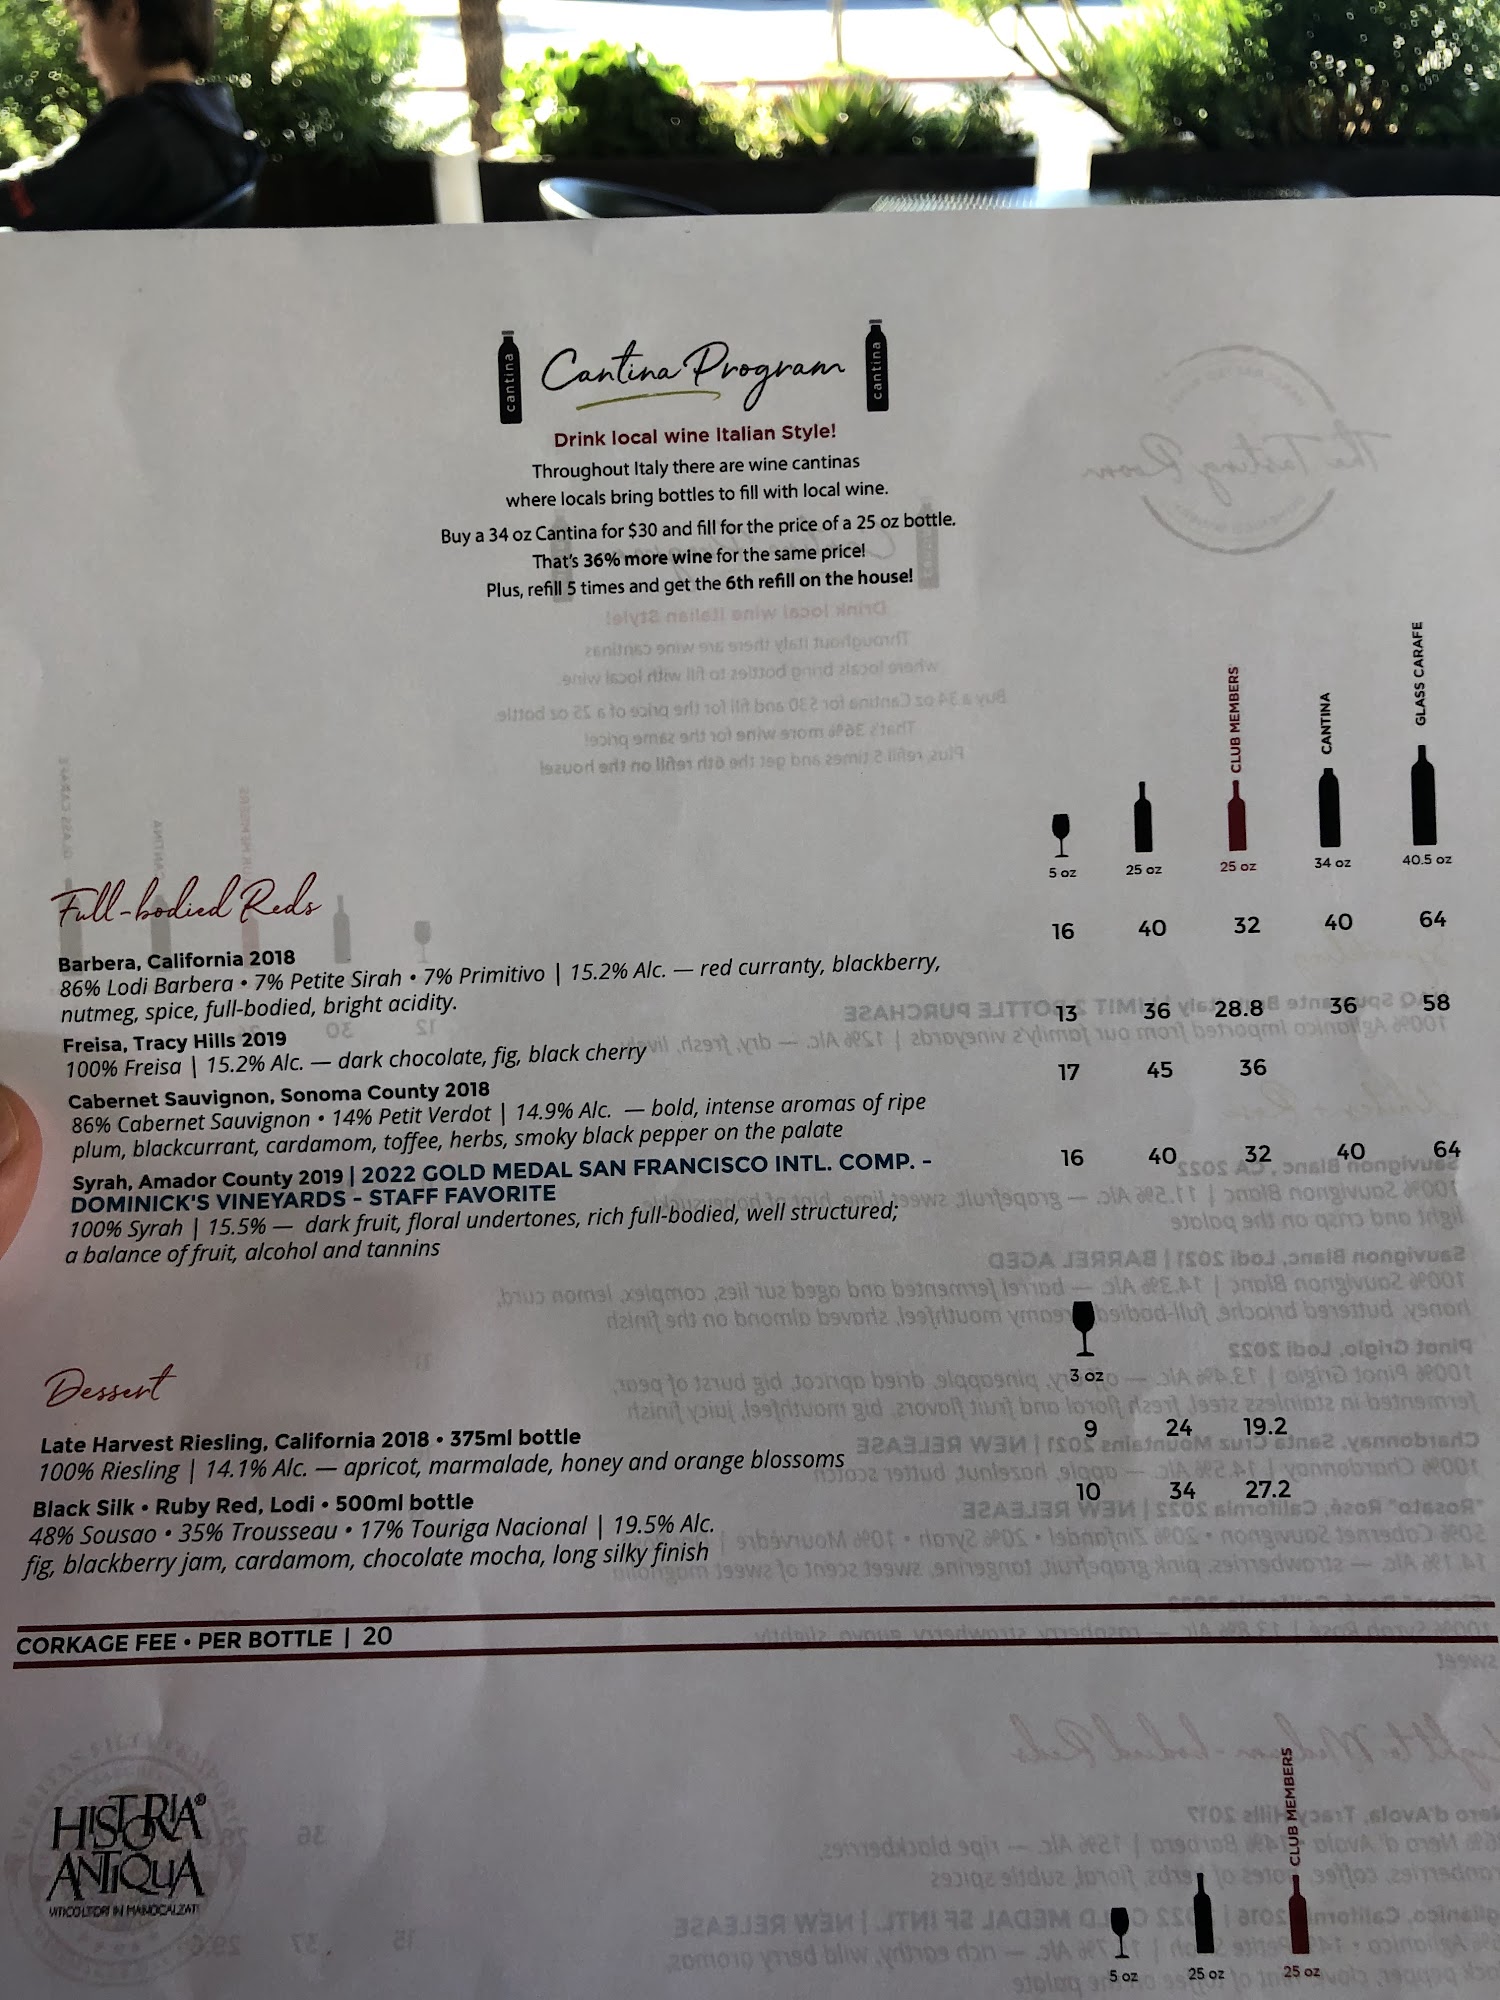 cantina
Cantina Program
cantina
Drink local wine Italian Style!
Throughout Italy there are wine cantinas
where locals bring bottles to fill with local wine.
Buy a 34 oz Cantina for $30 and fill for the price of a 25 oz bottle.
That's 36% more wine for the same price!
Plus, refill 5 times and get the 6th refill on the house!
CLUB MEMBERS
CANTINA
GLASS CARAFE
5 oz 25 oz 25 oz 34 oz 40.5 oz
Full-bodied Reds
16 40 32 40 64
Barbera, California 2018
86% Lodi Barbera • 7% Petite Sirah • 7% Primitivo | 15.2% Alc. — red curranty, blackberry,
nutmeg, spice, full-bodied, bright acidity.
13 36 28.8 36 58
Freisa, Tracy Hills 2019
100% Freisa | 15.2% Alc. — dark chocolate, fig, black cherry
17 45 36
Cabernet Sauvignon, Sonoma County 2018
86% Cabernet Sauvignon • 14% Petit Verdot | 14.9% Alc. — bold, intense aromas of ripe
plum, blackcurrant, cardamom, toffee, herbs, smoky black pepper on the palate
16 40 32 40 64
Syrah, Amador County 2019 | 2022 GOLD MEDAL SAN FRANCISCO INTL. COMP. -
DOMINICK'S VINEYARDS - STAFF FAVORITE
100% Syrah | 15.5% — dark fruit, floral undertones, rich full-bodied, well structured;
a balance of fruit, alcohol and tannins
3 oz
Dessert
9 24 19.2
Late Harvest Riesling, California 2018 • 375ml bottle
100% Riesling | 14.1% Alc. — apricot, marmalade, honey and orange blossoms
10 34 27.2
Black Silk • Ruby Red, Lodi • 500ml bottle
48% Sousao • 35% Trousseau • 17% Touriga Nacional | 19.5% Alc.
fig, blackberry jam, cardamom, chocolate mocha, long silky finish
CORKAGE FEE • PER BOTTLE | 20
HISTORIA®
ANTIQUA
VITICOLTORI IN MANOCALZATI
CLUB MEMBERS
5 oz 25 oz 25 oz